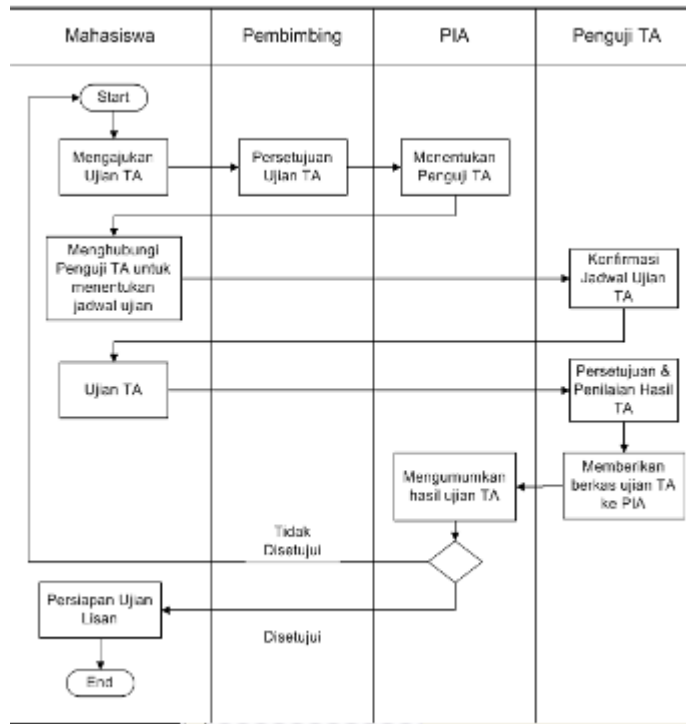 Mahasiswa
Pembimbing
PIA
Penguji TA
Start
Mengajukan
Ujian TA
Persetujuan
Ujian TA
Menentukan
Penguji TA
Menghubungi
Penguji TA untuk
menentukan
jadwal ujian
Konfirmasi
Jadwal Ujian
TA
Ujian TA
Persetujuan &
Penilaian Hasil
TA
Mengumumkan
hasil ujian TA
Memberikan
berkas ujian TA
ke PIA
Tidak
Disetujui
Persiapan Ujian
Lisan
Disetujui
End